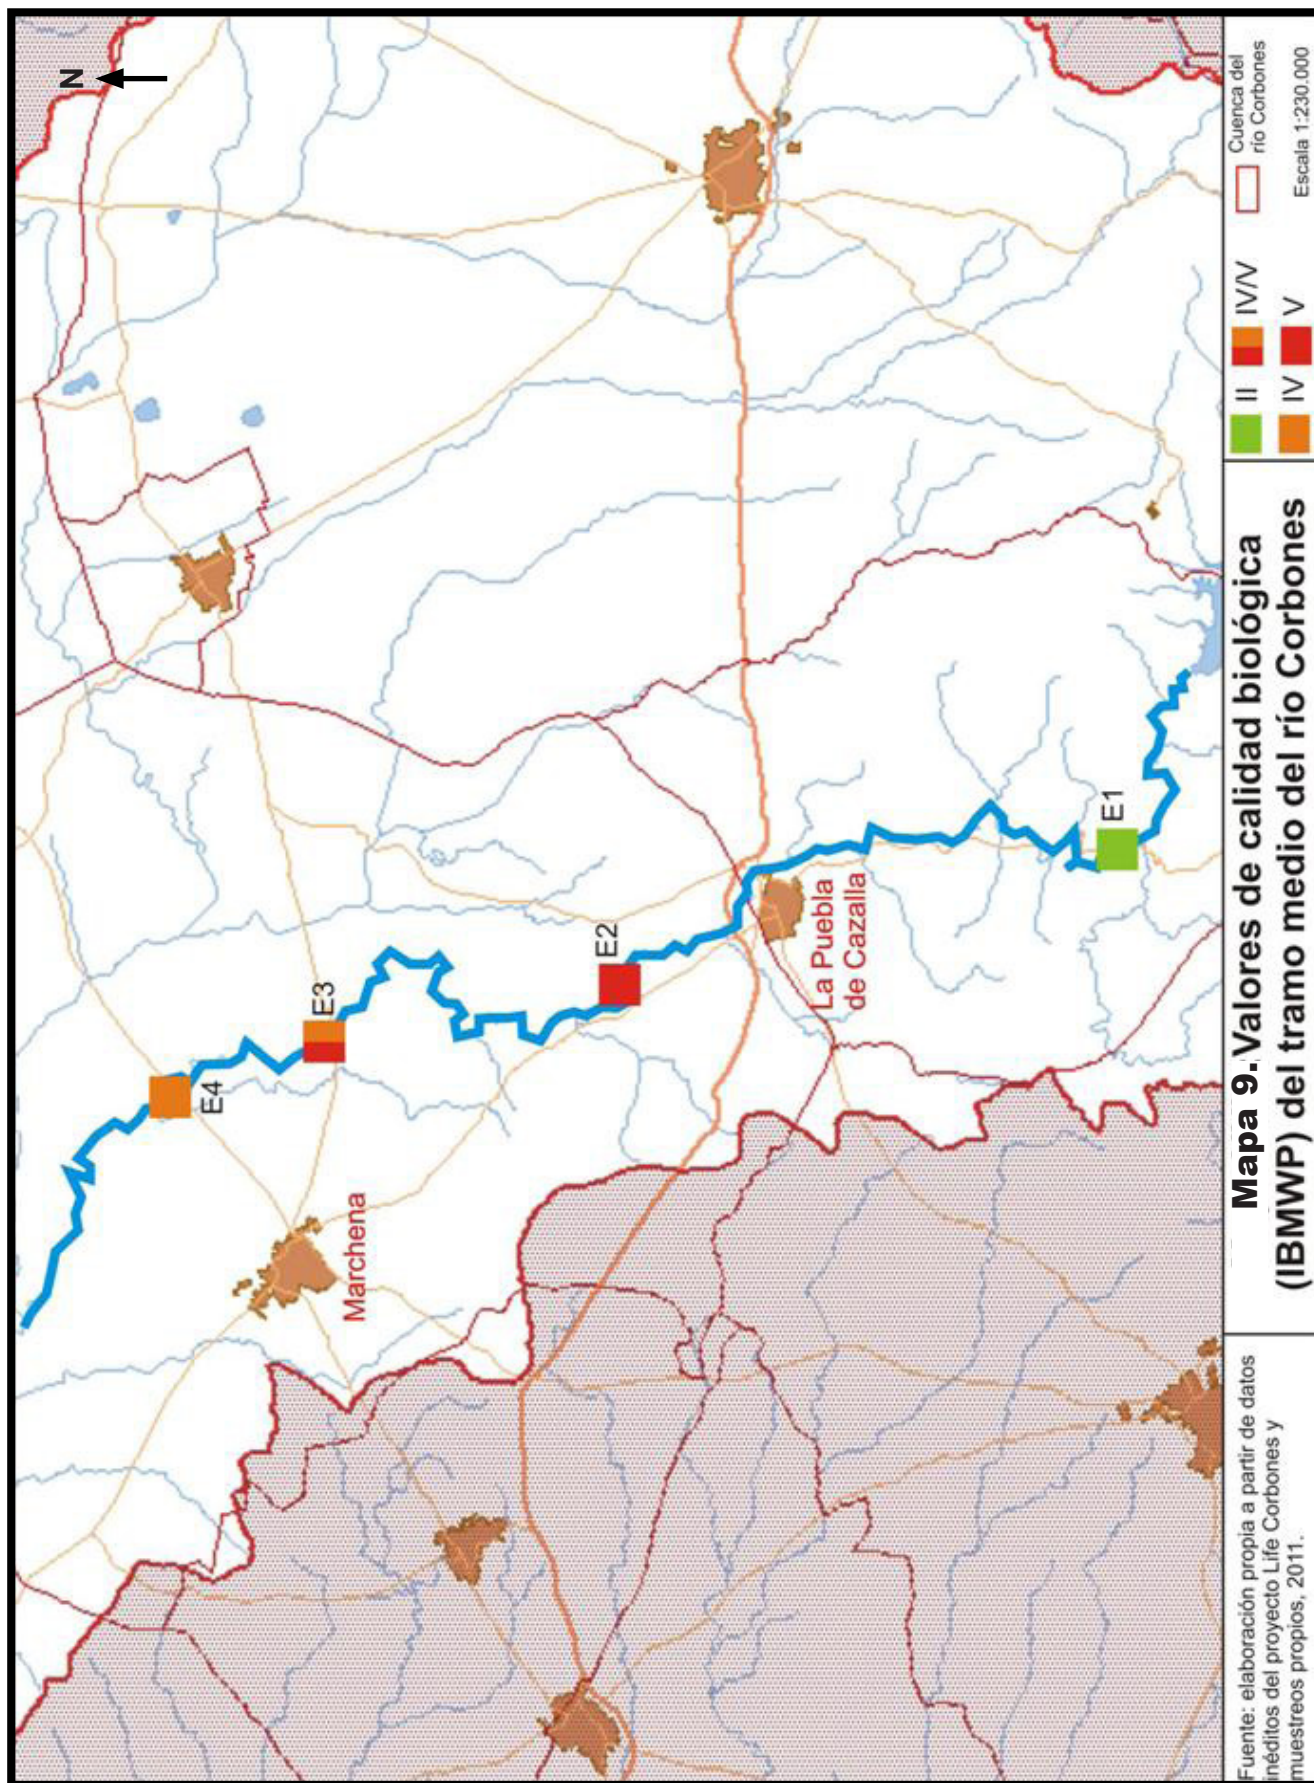 N
E4
E3
E2
E1
Marchena
La Puebla
de Cazalla
Fuente: elaboración propia a partir de datos
inéditos del proyecto Life Corbones y
muestreos propios, 2011.
Mapa 9. Valores de calidad biológica
(IBMWP) del tramo medio del río Corbones
II
IV/V
IV
V
Cuenca del
río Corbones
Escala 1:230.000